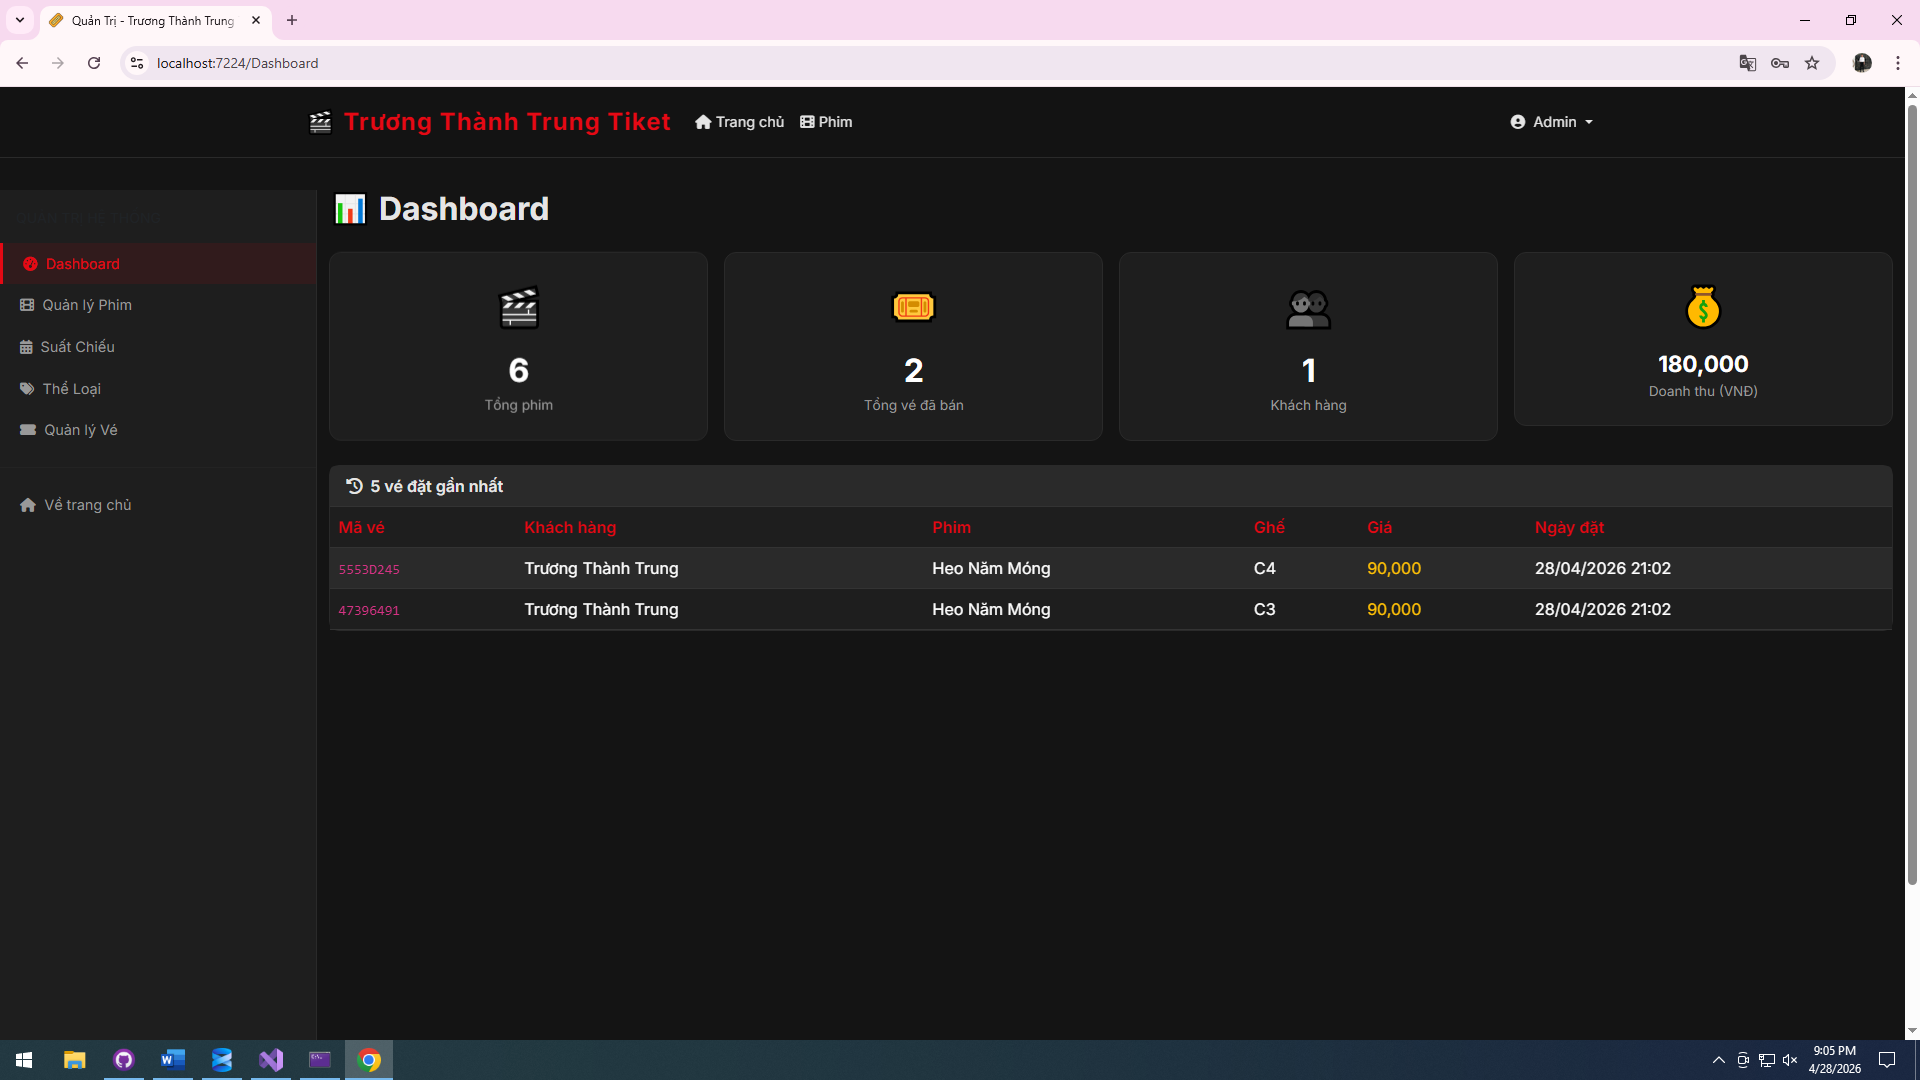 Quản Trị - Trương Thành Trung
localhost:7224/Dashboard
Trương Thành Trung Tiket
Trang chủ
Phim
Admin
QUẢN TRỊ HỆ THỐNG
Dashboard
Quản lý Phim
Suất Chiếu
Thể Loại
Quản lý Vé
Về trang chủ
Dashboard
6
Tổng phim
2
Tổng vé đã bán
1
Khách hàng
180,000
Doanh thu (VNĐ)
5 vé đặt gần nhất
Mã vé Khách hàng Phim Ghế Giá Ngày đặt
5553D245 Trương Thành Trung Heo Năm Móng C4 90,000 28/04/2026 21:02
47396491 Trương Thành Trung Heo Năm Móng C3 90,000 28/04/2026 21:02
9:05 PM
4/28/2026